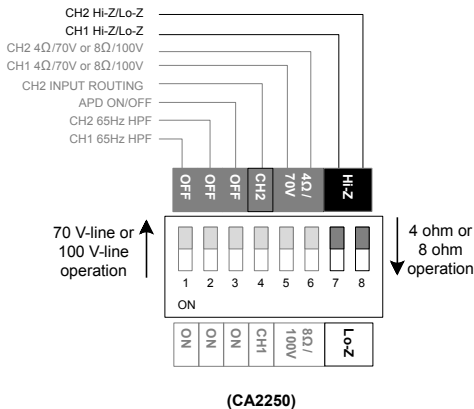 CH2 Hi-Z/Lo-Z
CH1 Hi-Z/Lo-Z
CH2 4Ω/70V or 8Ω/100V
CH1 4Ω/70V or 8Ω/100V
CH2 INPUT ROUTING
APD ON/OFF
CH2 65Hz HPF
CH1 65Hz HPF
OFF
OFF
OFF
CH2
4Ω/
70V
Hi-Z
70 V-line or
100 V-line
operation
4 ohm or
8 ohm
operation
1 2 3 4 5 6 7 8
ON
ON
ON
ON
CH1
8Ω/
100V
Lo-Z
(CA2250)